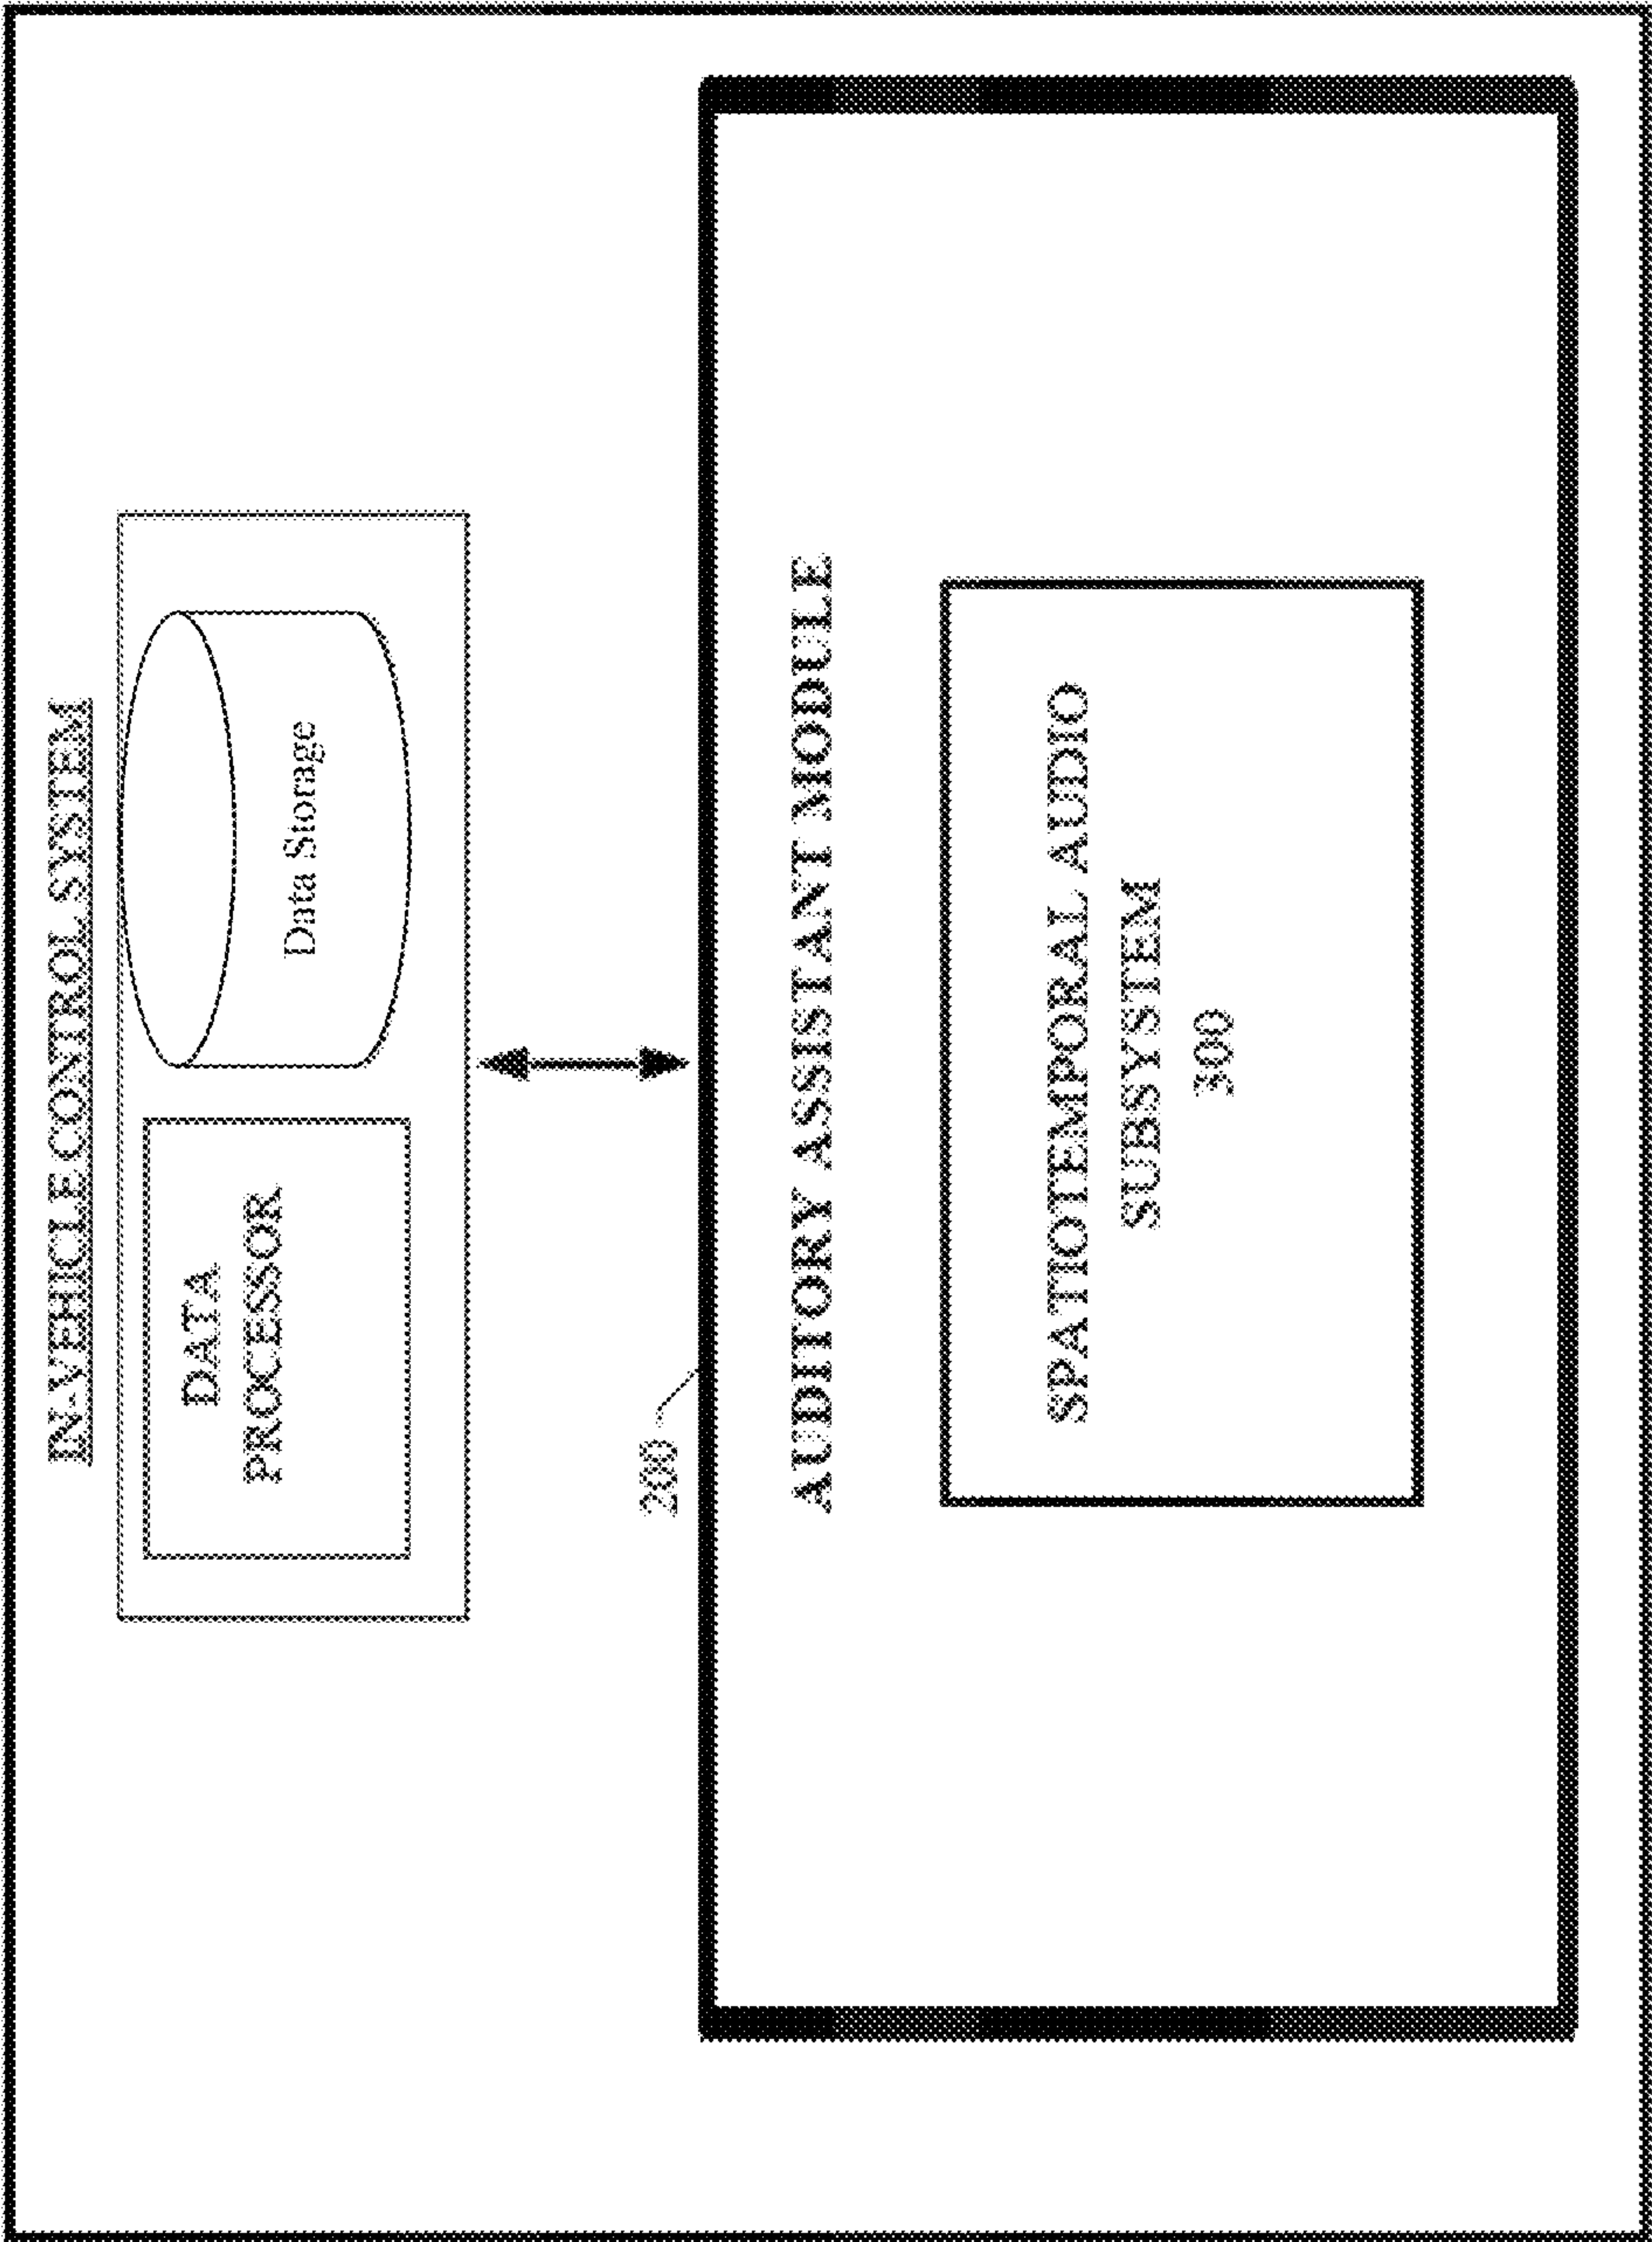 IN-VEHICLE CONTROL SYSTEM
DATA
PROCESSOR
Data Storage
200
AUDITORY ASSISTANT MODULE
SPATIOTEMPORAL AUDIO
SUBSYSTEM
300